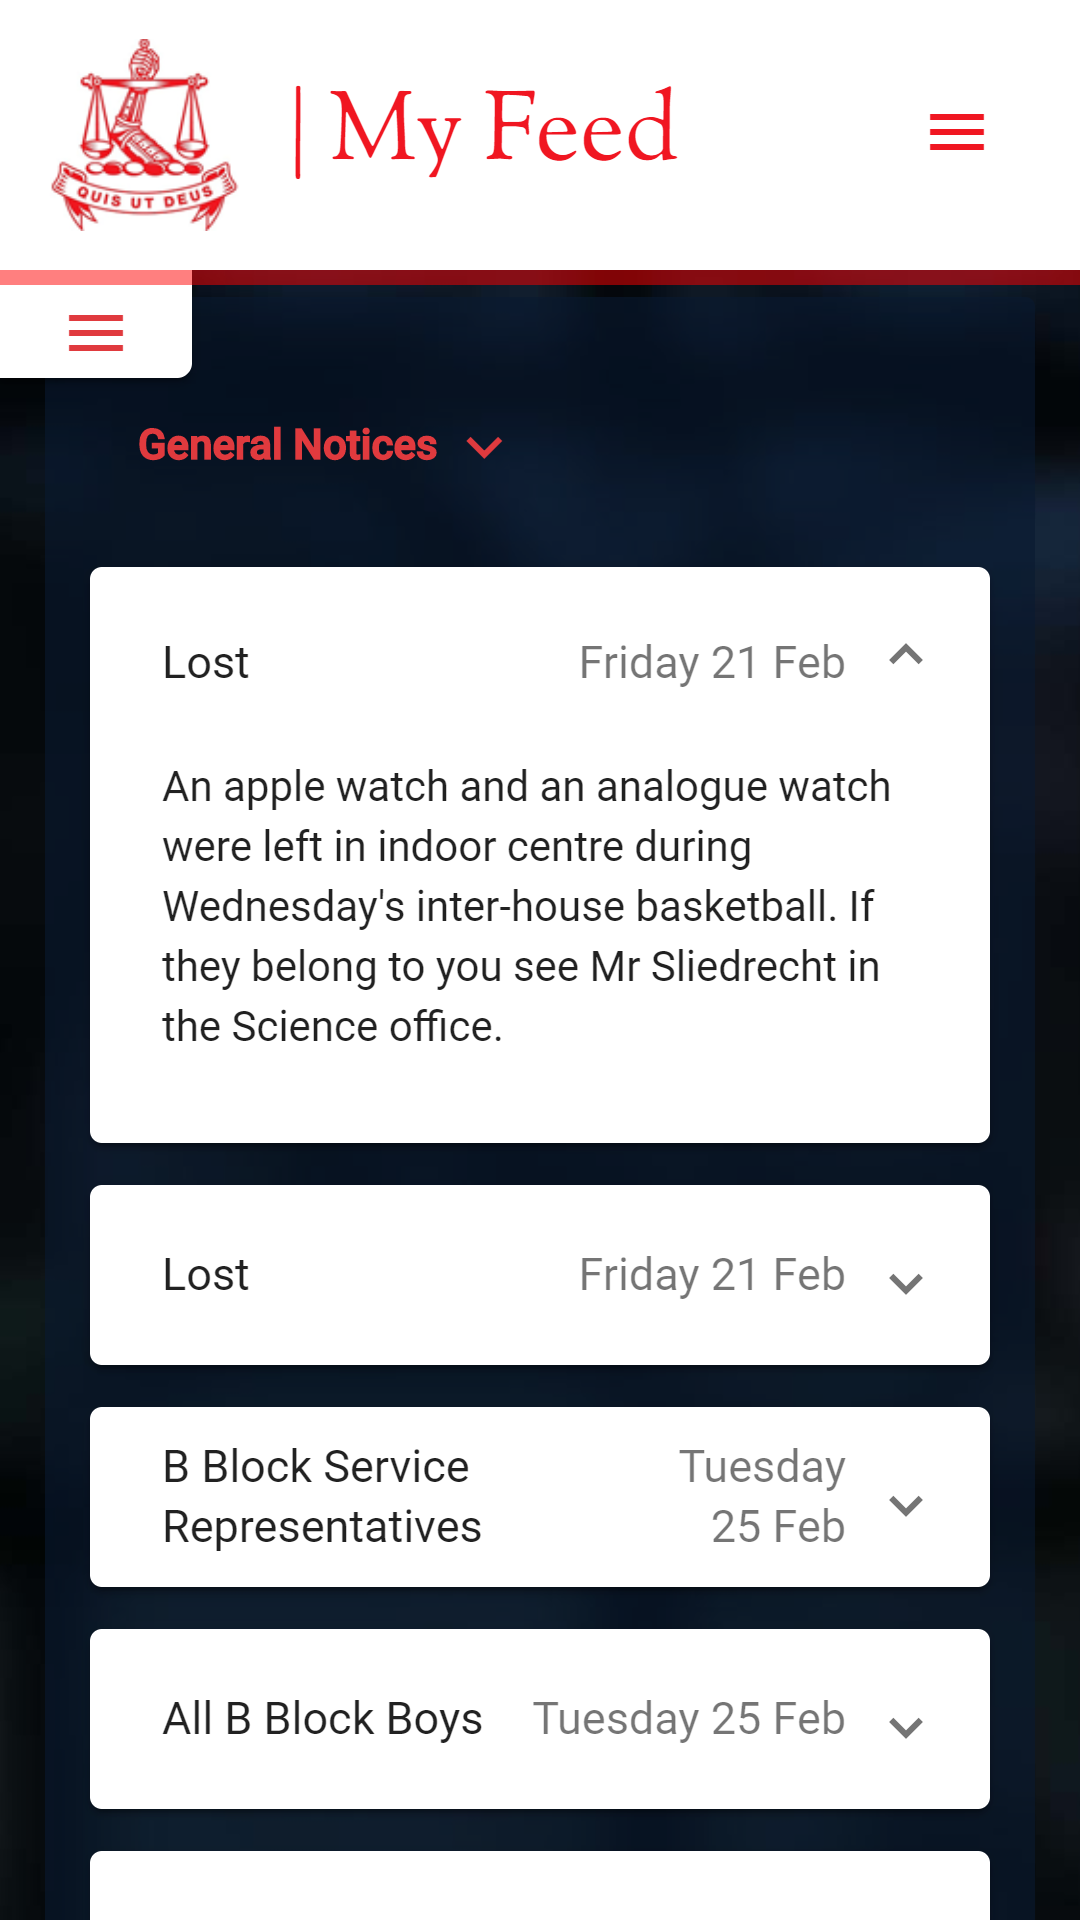 QUIS UT DEUS
| My Feed
General Notices
Lost Friday 21 Feb
An apple watch and an analogue watch
were left in indoor centre during
Wednesday's inter-house basketball. If
they belong to you see Mr Sliedrecht in
the Science office.
Lost Friday 21 Feb
B Block Service
Representatives
Tuesday
25 Feb
All B Block Boys Tuesday 25 Feb